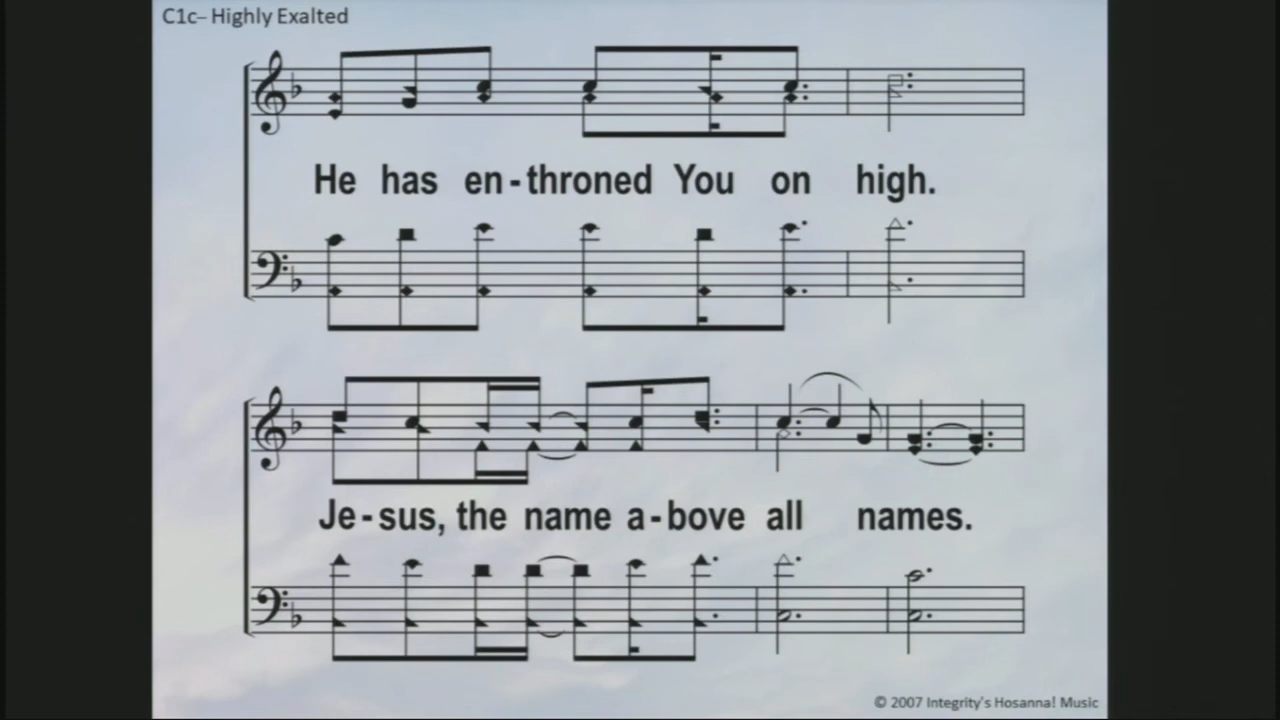 C1c– Highly Exalted
He has en-throned You on high.
Je-sus, the name a-bove all names.
© 2007 Integrity's Hosanna! Music